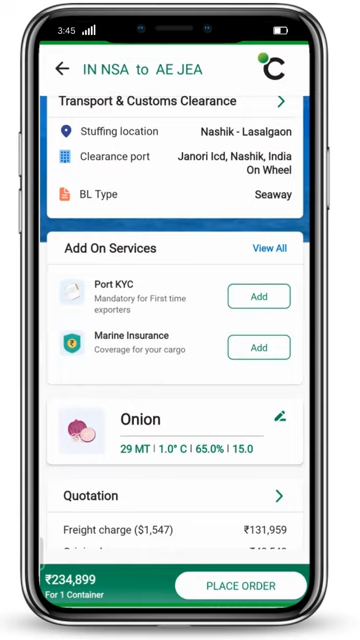 3:45
IN NSA to AE JEA
Transport & Customs Clearance
Stuffing location
Nashik - Lasalgaon
Clearance port
Janori Icd, Nashik, India
On Wheel
BL Type
Seaway
Add On Services
View All
Port KYC
Mandatory for First time
exporters
Add
Marine Insurance
Coverage for your cargo
Add
Onion
29 MT | 1.0° C | 65.0% | 15.0
Quotation
Freight charge ($1,547)
₹131,959
₹234,899
For 1 Container
PLACE ORDER